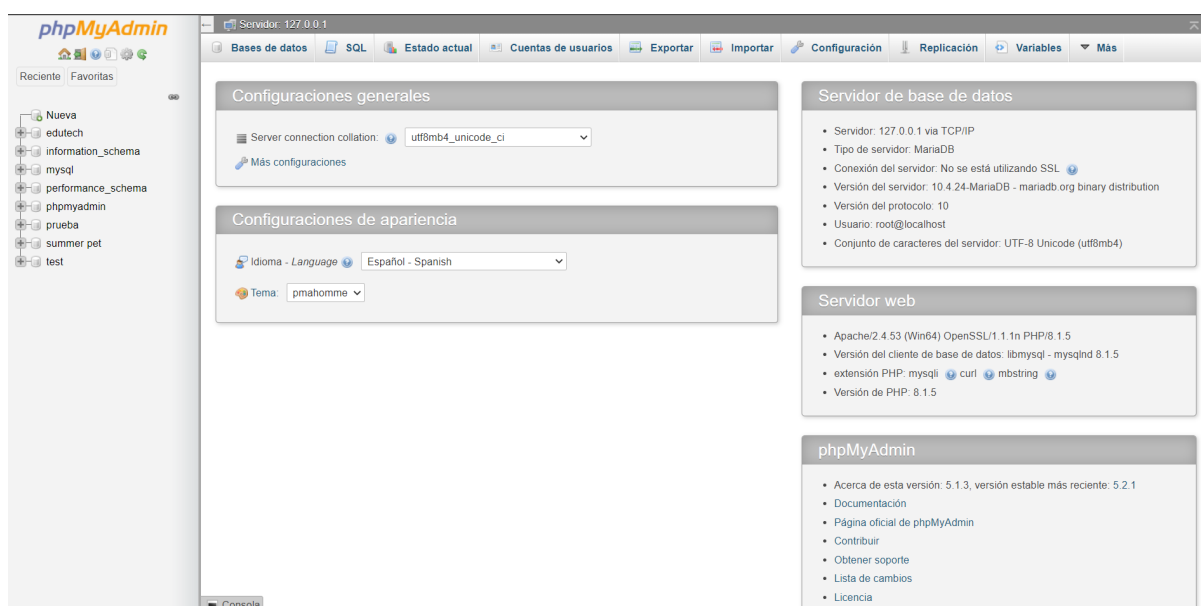 phpMyAdmin
Reciente Favoritas
Nueva
edutech
information_schema
mysql
performance_schema
phpmyadmin
prueba
summer pet
test
Servidor: 127.0.0.1
Bases de datos SQL Estado actual Cuentas de usuarios Exportar Importar Configuración Replicación Variables Más
Configuraciones generales
Server connection collation: utf8mb4_unicode_ci
Más configuraciones
Configuraciones de apariencia
Idioma - Language Español - Spanish
Tema: pmahomme
Servidor de base de datos
• Servidor: 127.0.0.1 via TCP/IP
• Tipo de servidor: MariaDB
• Conexión del servidor: No se está utilizando SSL
• Versión del servidor: 10.4.24-MariaDB - mariadb.org binary distribution
• Versión del protocolo: 10
• Usuario: root@localhost
• Conjunto de caracteres del servidor: UTF-8 Unicode (utf8mb4)
Servidor web
• Apache/2.4.53 (Win64) OpenSSL/1.1.1n PHP/8.1.5
• Versión del cliente de base de datos: libmysql - mysqlnd 8.1.5
• extensión PHP: mysqli curl mbstring
• Versión de PHP: 8.1.5
phpMyAdmin
• Acerca de esta versión: 5.1.3, versión estable más reciente: 5.2.1
• Documentación
• Página oficial de phpMyAdmin
• Contribuir
• Obtener soporte
• Lista de cambios
• Licencia
Consola